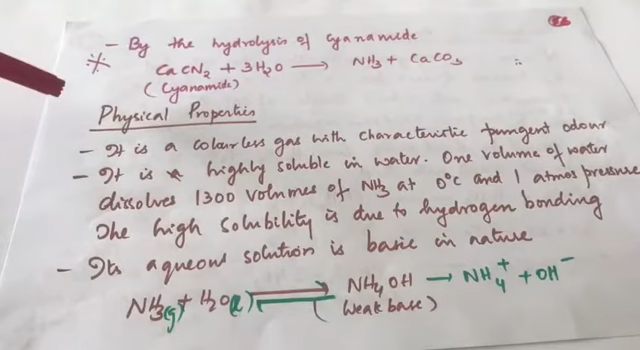 - By the hydrolysis of Cyanamide
CaCN₂ + 3H₂O ⟶ NH₃ + CaCO₃
(Cyanamide)
Physical Properties
- It is a colourless gas with characteristic pungent odour
- It is highly soluble in water. One volume of water
dissolves 1300 volumes of NH₃ at 0°C and 1 atmos pressure
The high solubility is due to hydrogen bonding
- Its aqueous solution is basic in nature
NH₃(g) + H₂O(l) ⇌ NH₄OH → NH₄⁺ + OH⁻
(Weak base)